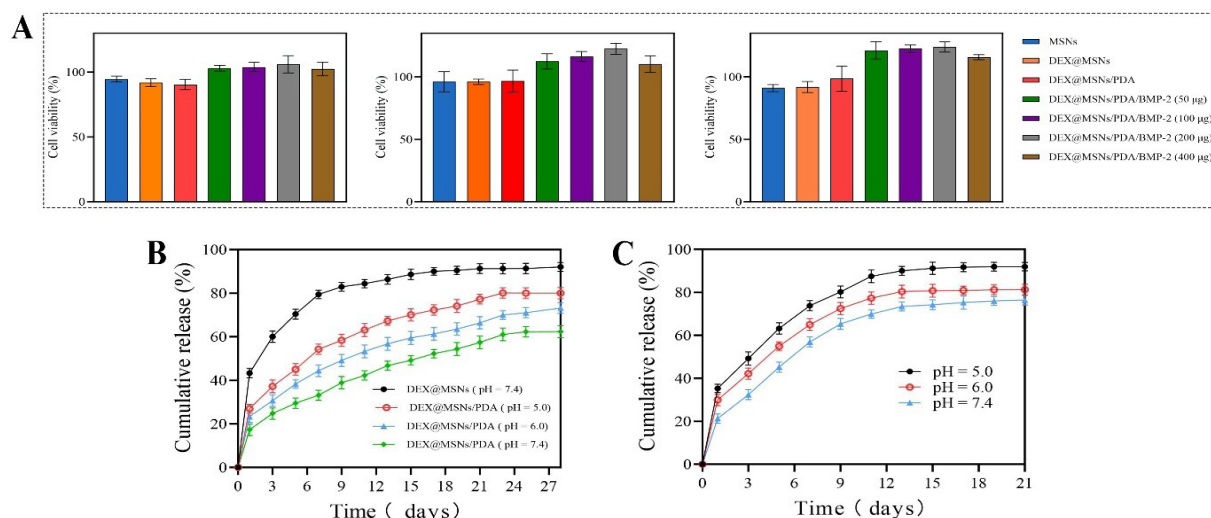 A
Cell viability (%)
100
50
0
Cell viability (%)
100
50
0
Cell viability (%)
100
50
0
MSNs
DEX@MSNs
DEX@MSNs/PDA
DEX@MSNs/PDA/BMP-2 (50 μg)
DEX@MSNs/PDA/BMP-2 (100 μg)
DEX@MSNs/PDA/BMP-2 (200 μg)
DEX@MSNs/PDA/BMP-2 (400 μg)
B
Cumulative release (%)
100
80
60
40
20
0
DEX@MSNs ( pH = 7.4)
DEX@MSNs/PDA ( pH = 5.0)
DEX@MSNs/PDA ( pH = 6.0)
DEX@MSNs/PDA ( pH = 7.4)
0 3 6 9 12 15 18 21 24 27
Time ( days)
C
Cumulative release (%)
100
80
60
40
20
0
pH = 5.0
pH = 6.0
pH = 7.4
0 3 6 9 12 15 18 21
Time ( days)